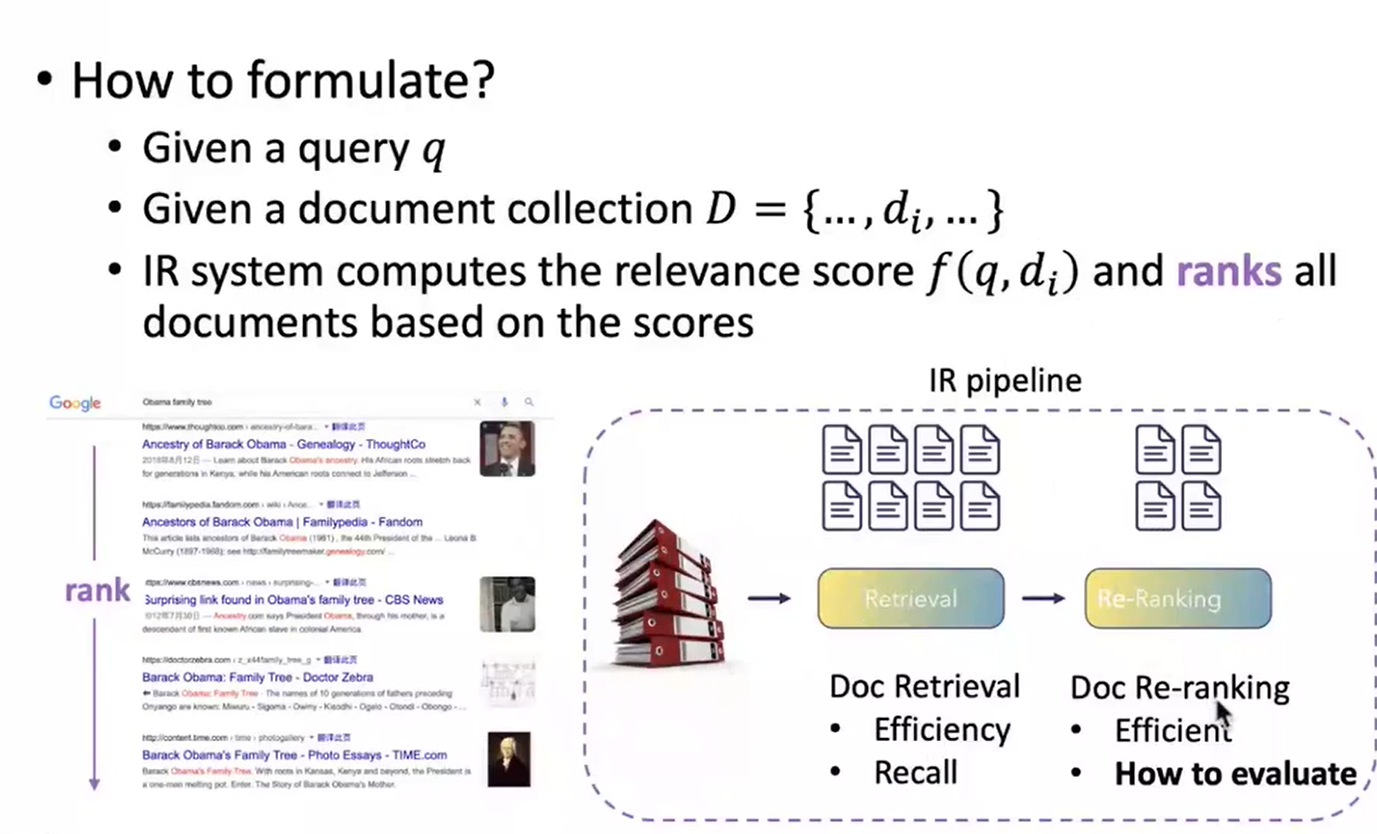 • How to formulate?
• Given a query q
• Given a document collection D = {…, dᵢ, …}
• IR system computes the relevance score f(q, dᵢ) and ranks all
documents based on the scores
Google
Obama family tree
https://www.thoughtco.com › ancestry-of-bara... 翻译此页
Ancestry of Barack Obama - Genealogy - ThoughtCo
2018年8月12日 — Learn about Barack Obama's ancestry. His African roots stretch back
for generations in Kenya, while his American roots connect to Jefferson ...
https://familypedia.fandom.com › wiki › Ance... 翻译此页
Ancestors of Barack Obama | Familypedia - Fandom
This article lists ancestors of Barack Obama (1961), the 44th President of the ... Leona B.
McCurry (1897-1968); see http://familytreemaker.genealogy.com/ ...
rank
ttps://www.cbsnews.com › news › surprising-... 翻译此页
Surprising link found in Obama's family tree - CBS News
2012年7月30日 — Ancestry.com says President Obama, through his mother, is a
descendant of first known African slave in colonial America.
https://doctorzebra.com › z_x44family_tree_g 翻译此页
Barack Obama: Family Tree - Doctor Zebra
Barack Obama: Family Tree · The names of 10 generations of fathers preceding
Onyango are known: Miwuru - Sigoma - Owiny - Kisodhi - Ogelo - Otondi - Obongo - ...
http://content.time.com › time › photogallery 翻译此页
Barack Obama's Family Tree - Photo Essays - TIME.com
Barack Obama's Family Tree. With roots in Kansas, Kenya and beyond, the President is
a one-man melting pot. Enter. The Story of Barack Obama's Mother.
IR pipeline
Retrieval
Re-Ranking
Doc Retrieval
• Efficiency
• Recall
Doc Re-ranking
• Efficient
• How to evaluate